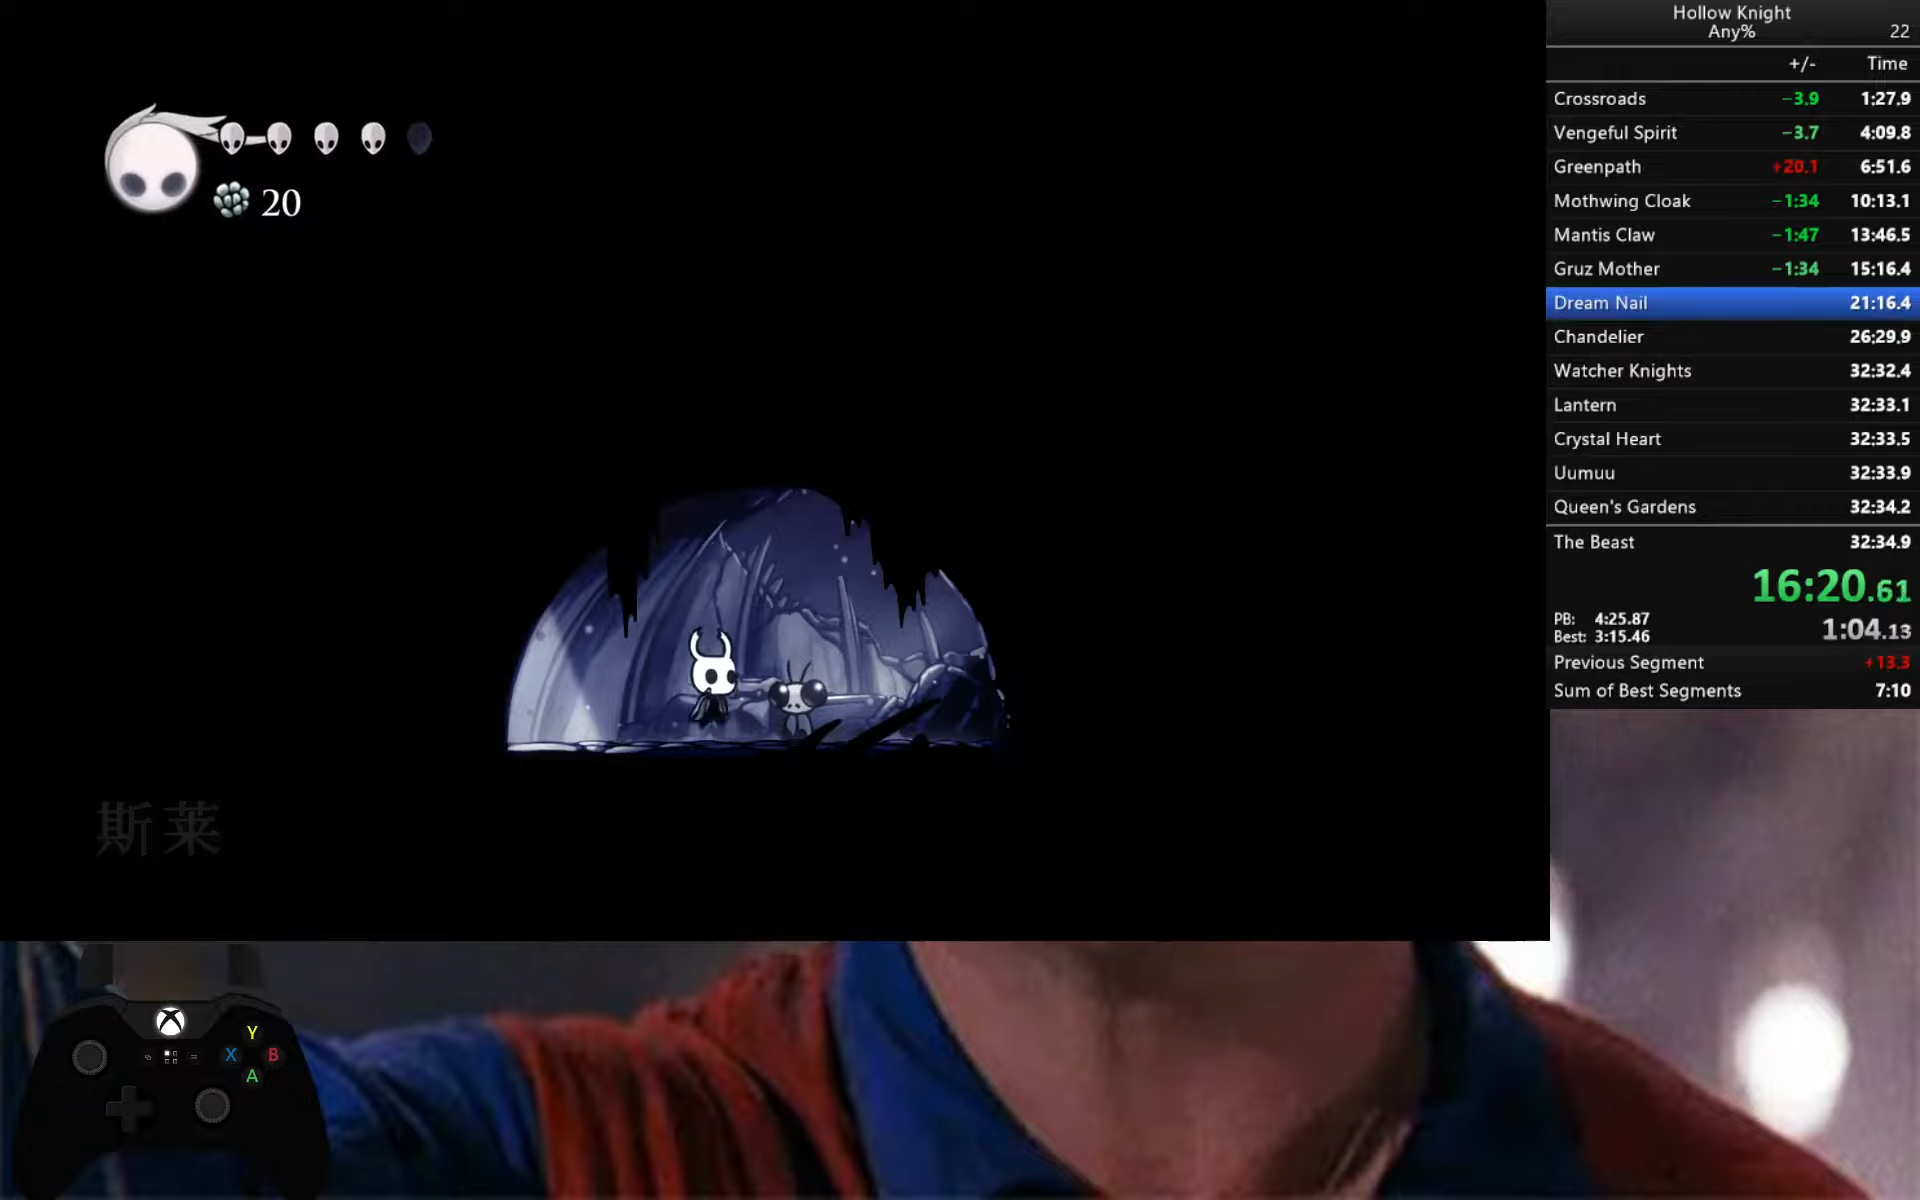 Hollow Knight
Any%
22
+/- Time
Crossroads −3.9 1:27.9
Vengeful Spirit −3.7 4:09.8
Greenpath +20.1 6:51.6
Mothwing Cloak −1:34 10:13.1
Mantis Claw −1:47 13:46.5
Gruz Mother −1:34 15:16.4
Dream Nail 21:16.4
Chandelier 26:29.9
Watcher Knights 32:32.4
Lantern 32:33.1
Crystal Heart 32:33.5
Uumuu 32:33.9
Queen's Gardens 32:34.2
The Beast 32:34.9
16:20.61
PB: 4:25.87
Best: 3:15.46
1:04.13
Previous Segment +13.3
Sum of Best Segments 7:10
20
斯莱
Y
X B
A